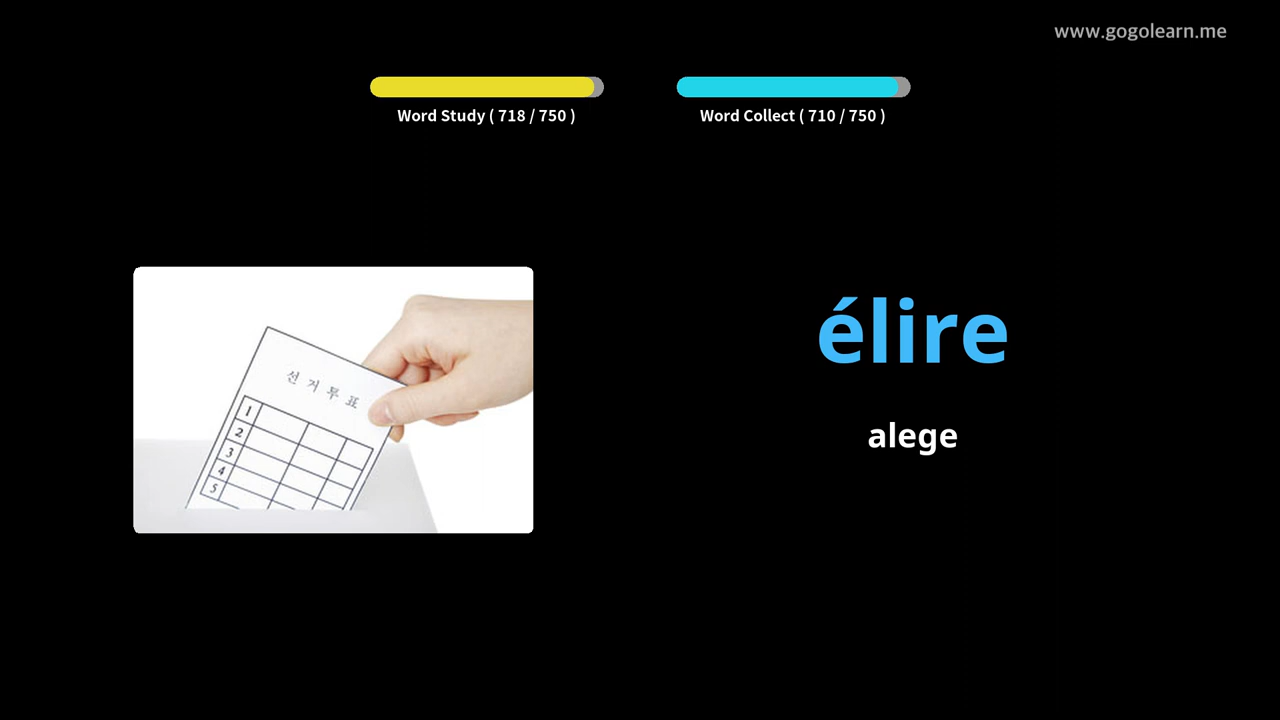 www.gogolearn.me
Word Study ( 718 / 750 )
Word Collect ( 710 / 750 )
선 거 투 표
1
2
3
4
5
élire
alege